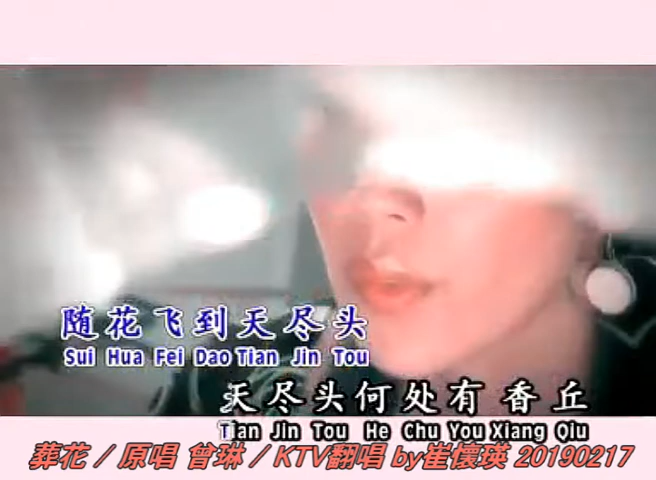 随花飞到天尽头
Sui Hua Fei Dao Tian Jin Tou
天尽头何处有香丘
Tian Jin Tou He Chu You Xiang Qiu
葬花 / 原唱 曾琳 / KTV翻唱 by崔懷瑛 20190217